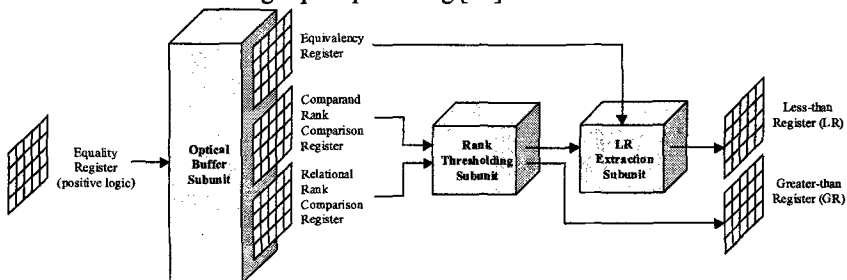 Equality
Register
(positive logic)
Optical
Buffer
Subunit
Equivalency
Register
Comparand
Rank
Comparison
Register
Relational
Rank
Comparison
Register
Rank
Thresholding
Subunit
LR
Extraction
Subunit
Less-than
Register (LR)
Greater-than
Register (GR)